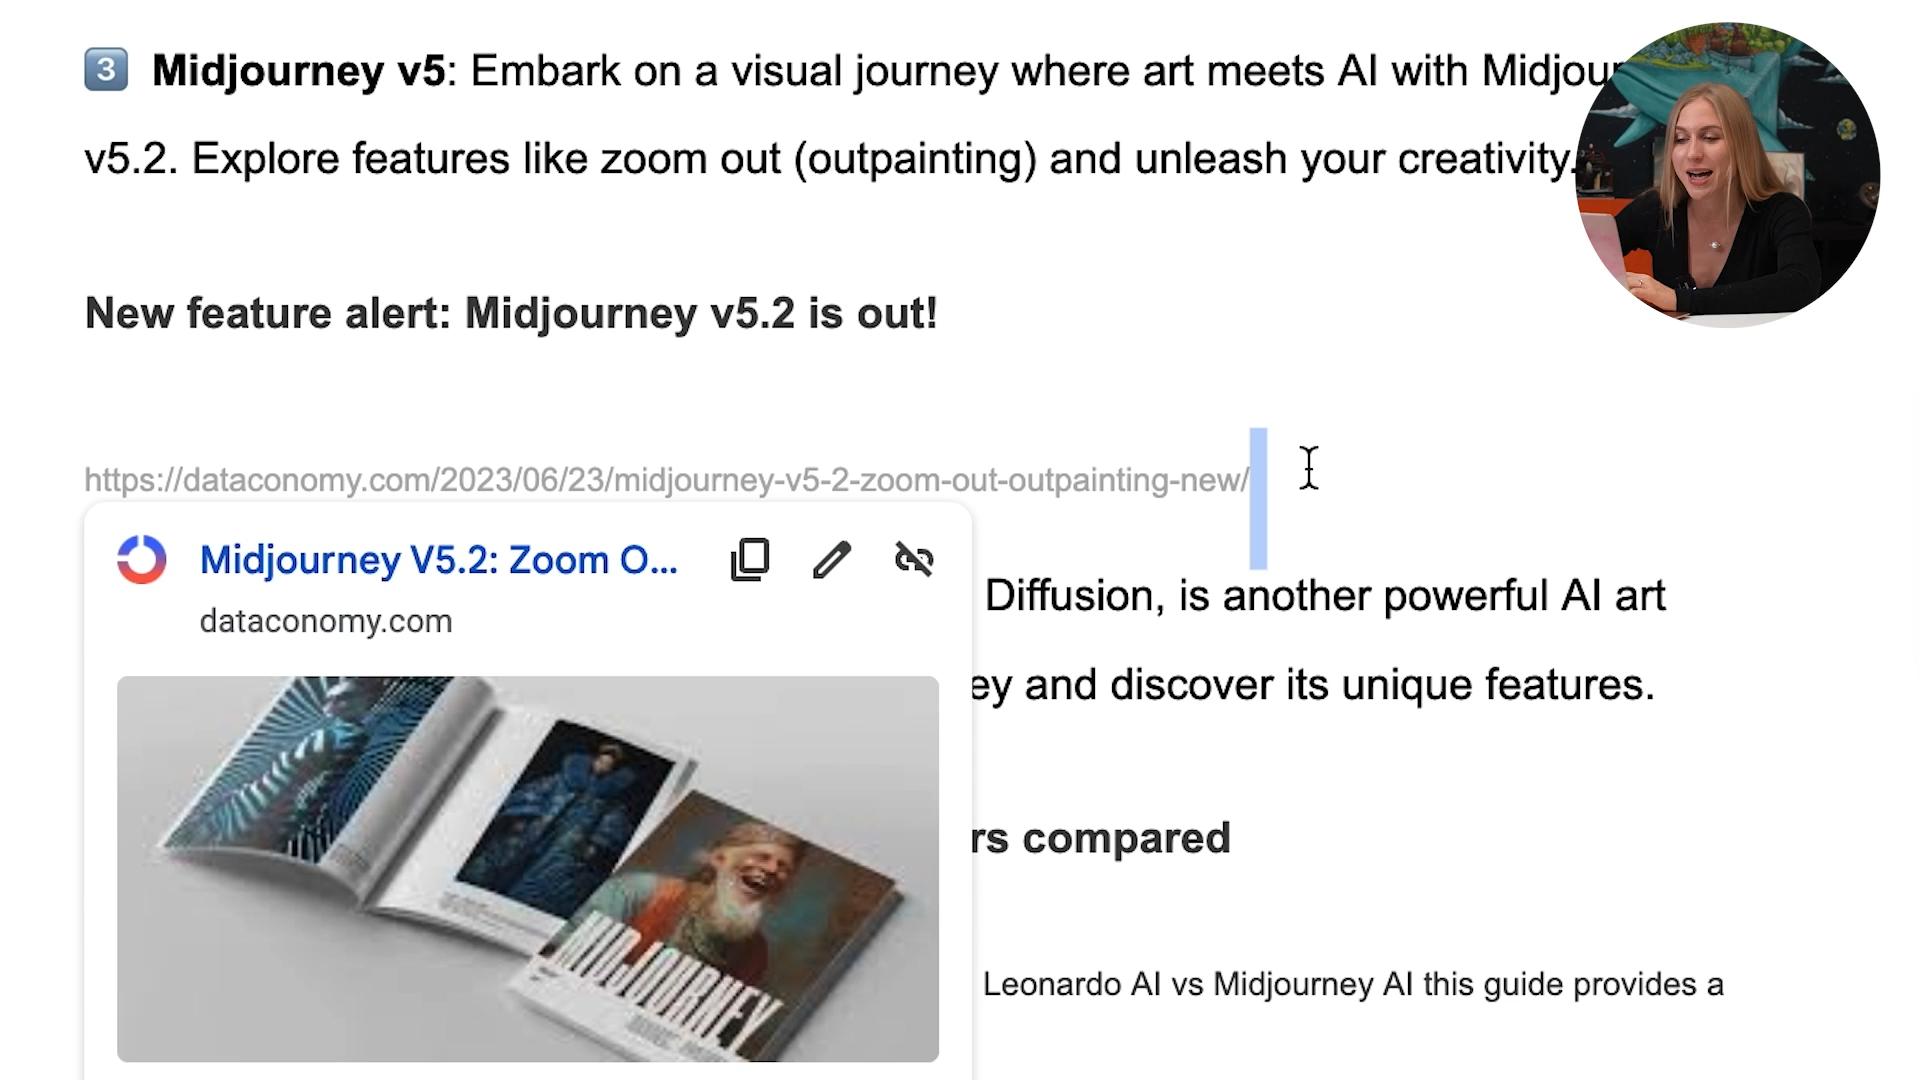 3 Midjourney v5: Embark on a visual journey where art meets AI with Midjour
v5.2. Explore features like zoom out (outpainting) and unleash your creativity.
New feature alert: Midjourney v5.2 is out!
https://dataconomy.com/2023/06/23/midjourney-v5-2-zoom-out-outpainting-new/
Midjourney V5.2: Zoom O...
dataconomy.com
Diffusion, is another powerful AI art
ey and discover its unique features.
rs compared
Leonardo AI vs Midjourney AI this guide provides a
MIDJOURNEY